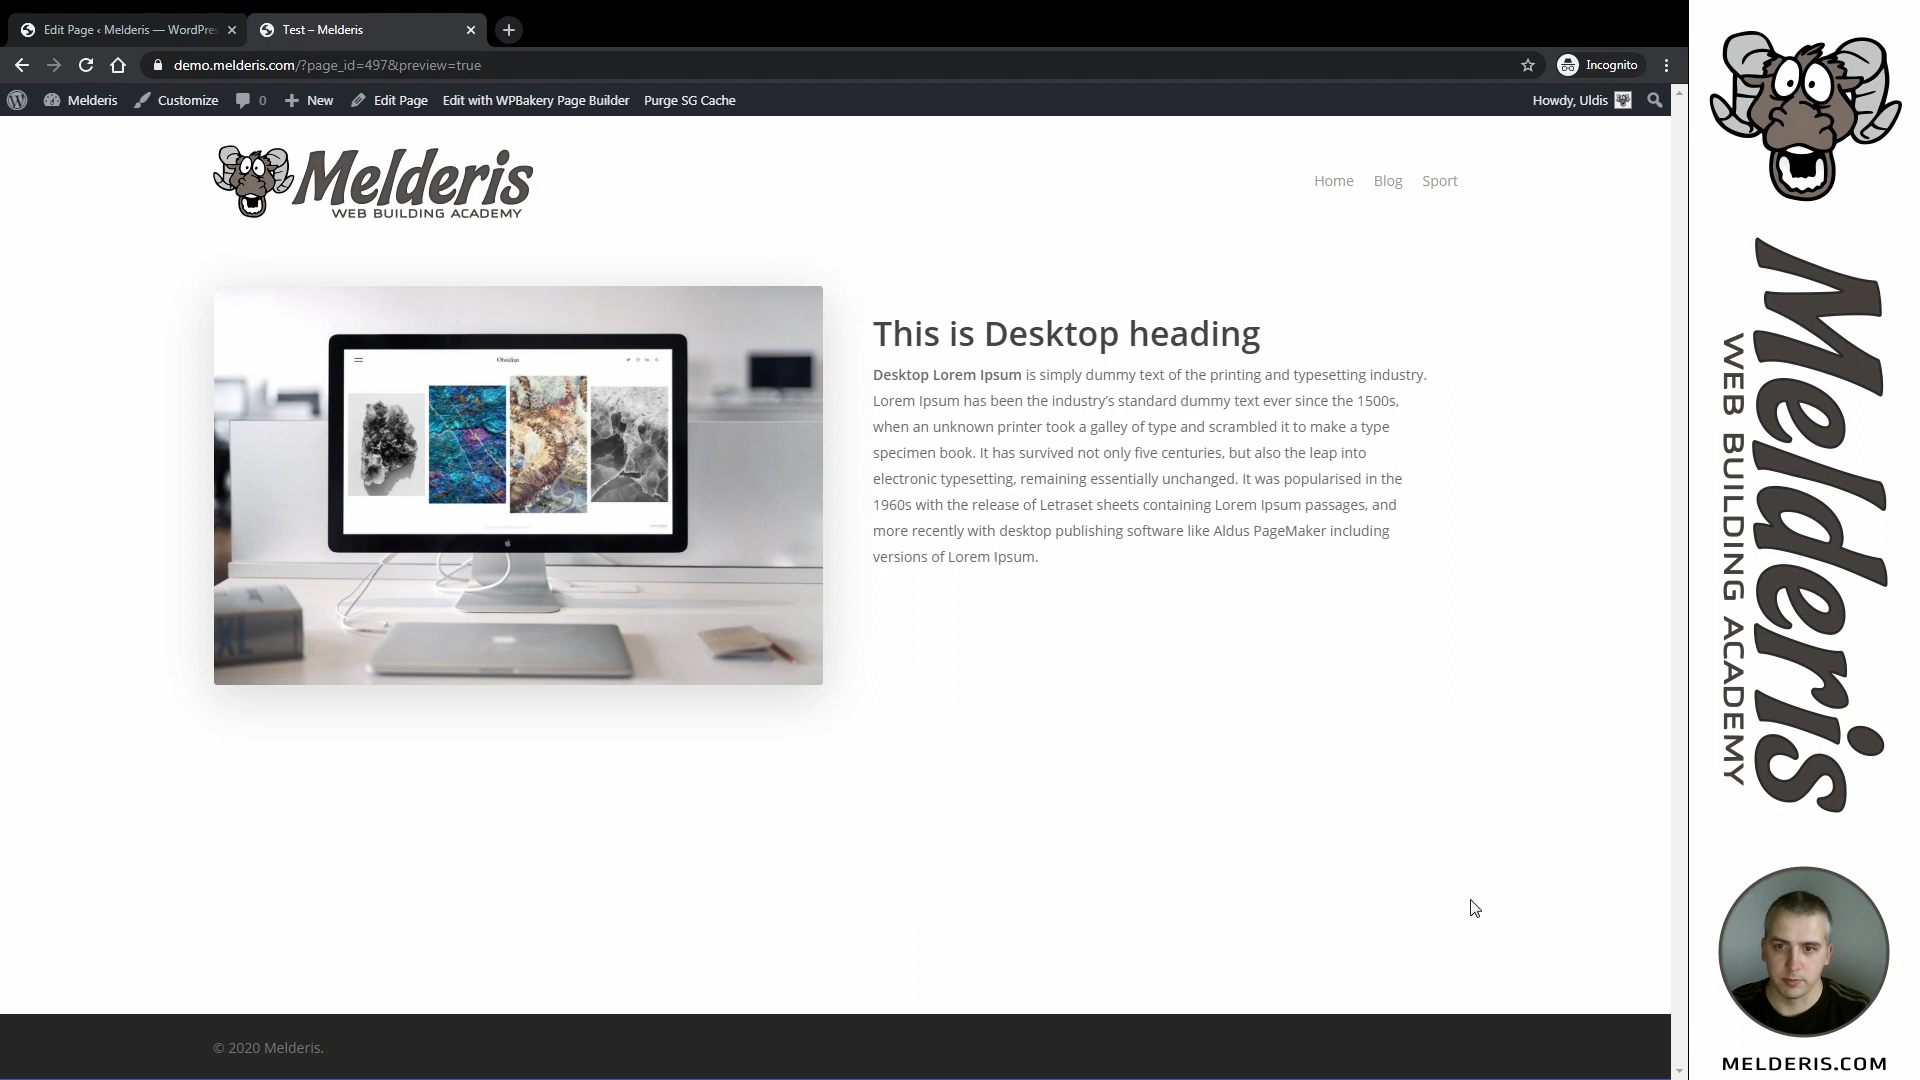 Edit Page ‹ Melderis — WordPres
Test – Melderis
demo.melderis.com/?page_id=497&preview=true
Incognito
Melderis
Customize
0
New
Edit Page
Edit with WPBakery Page Builder
Purge SG Cache
Howdy, Uldis
Melderis
WEB BUILDING ACADEMY
Home
Blog
Sport
Obsidian
XL
This is Desktop heading
Desktop Lorem Ipsum is simply dummy text of the printing and typesetting industry.
Lorem Ipsum has been the industry’s standard dummy text ever since the 1500s,
when an unknown printer took a galley of type and scrambled it to make a type
specimen book. It has survived not only five centuries, but also the leap into
electronic typesetting, remaining essentially unchanged. It was popularised in the
1960s with the release of Letraset sheets containing Lorem Ipsum passages, and
more recently with desktop publishing software like Aldus PageMaker including
versions of Lorem Ipsum.
© 2020 Melderis.
Melderis
WEB BUILDING ACADEMY
MELDERIS.COM